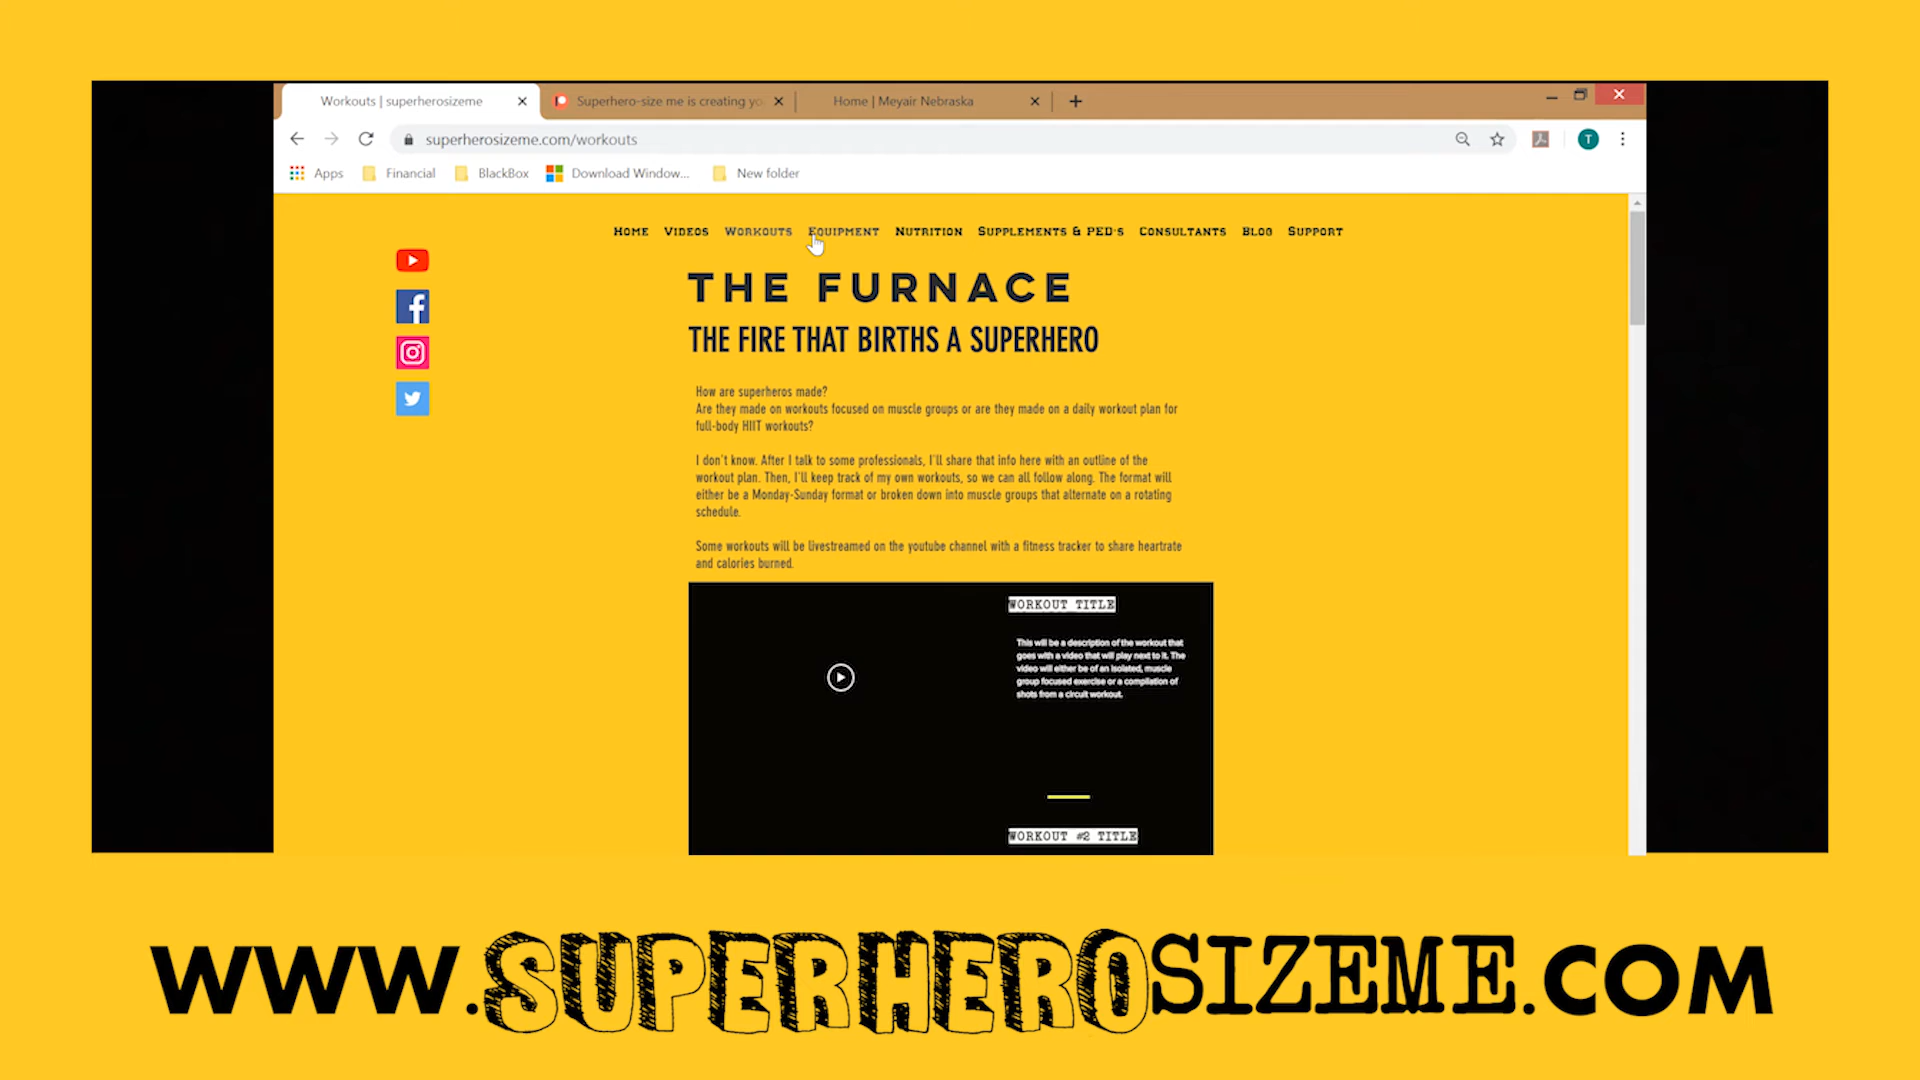 Workouts | superherosizeme
Superhero-size me is creating yo
Home | Meyair Nebraska
superherosizeme.com/workouts
Apps
Financial
BlackBox
Download Window...
New folder
T
HOME VIDEOS WORKOUTS EQUIPMENT NUTRITION SUPPLEMENTS & PED'S CONSULTANTS BLOG SUPPORT
THE FURNACE
THE FIRE THAT BIRTHS A SUPERHERO
How are superheros made?
Are they made on workouts focused on muscle groups or are they made on a daily workout plan for
full-body HIIT workouts?
I don't know. After I talk to some professionals, I'll share that info here with an outline of the
workout plan. Then, I'll keep track of my own workouts, so we can all follow along. The format will
either be a Monday-Sunday format or broken down into muscle groups that alternate on a rotating
schedule.
Some workouts will be livestreamed on the youtube channel with a fitness tracker to share heartrate
and calories burned.
WORKOUT TITLE
This will be a description of the workout that
goes with a video that will play next to it. The
video will either be of an isolated, muscle
group focused exercise or a compilation of
shots from a circuit workout.
WORKOUT #2 TITLE
WWW.SUPERHEROSIZEME.COM